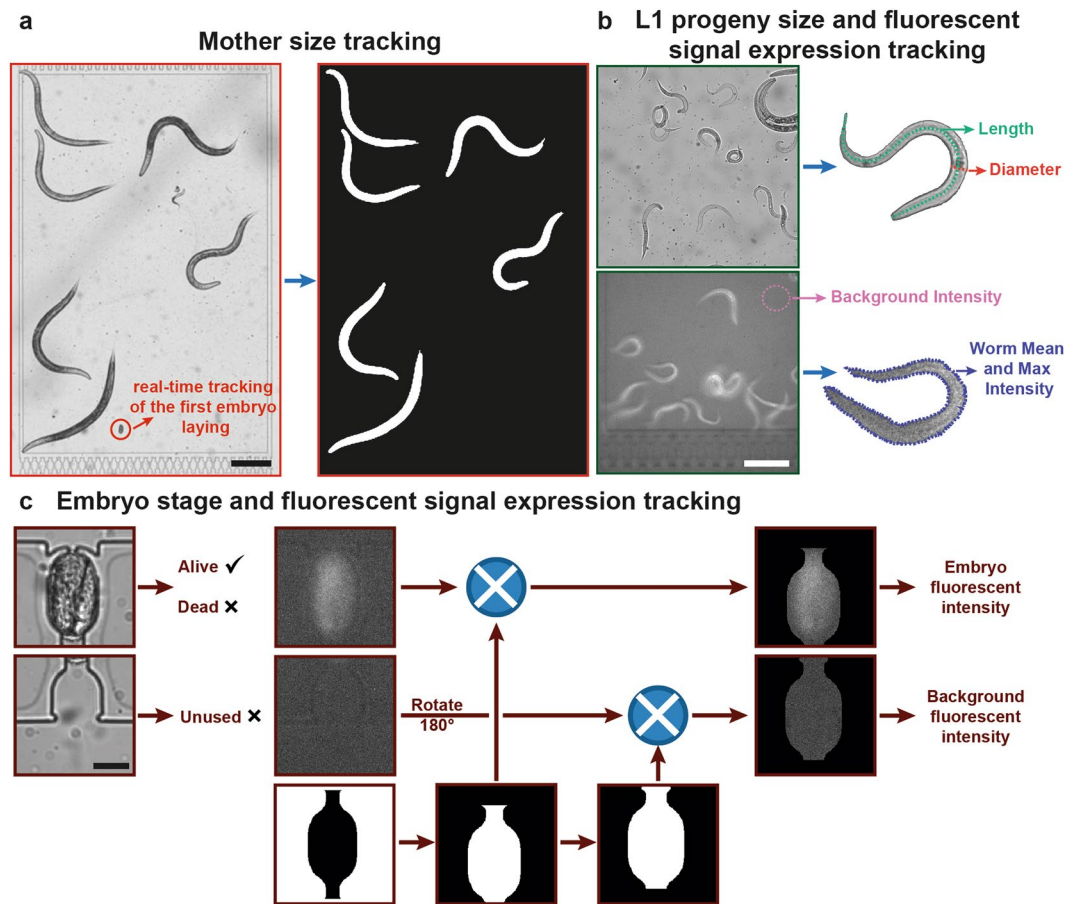 a
Mother size tracking
real-time tracking
of the first embryo
laying
b
L1 progeny size and fluorescent
signal expression tracking
Length
Diameter
Background Intensity
Worm Mean
and Max
Intensity
c Embryo stage and fluorescent signal expression tracking
Alive ✓
Dead ×
Embryo
fluorescent
intensity
Unused ×
Rotate
180°
Background
fluorescent
intensity